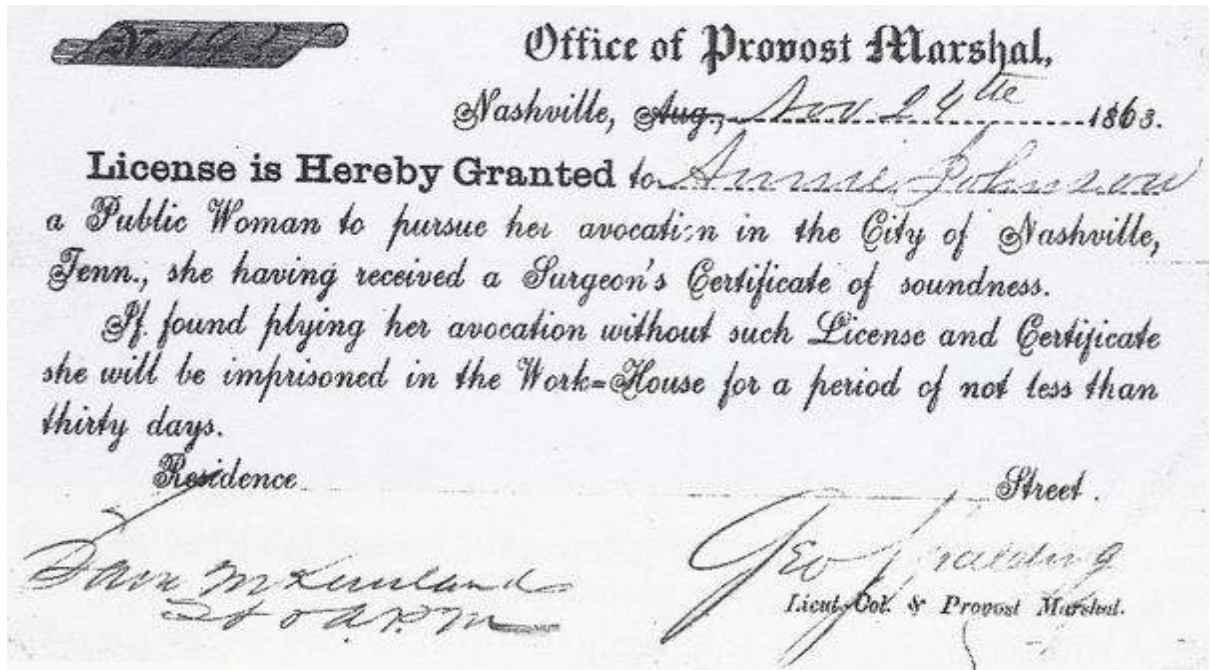 Office of Provost Marshal,
Nashville, Aug., Nov 24th 1863.
License is Hereby Granted to Annie Johnson
a Public Woman to pursue her avocation in the City of Nashville,
Tenn., she having received a Surgeon's Certificate of soundness.
If found plying her avocation without such License and Certificate
she will be imprisoned in the Work=House for a period of not less than
thirty days.
Residence Street.
Geo Spalding
Lieut-Col. & Provost Marshal.